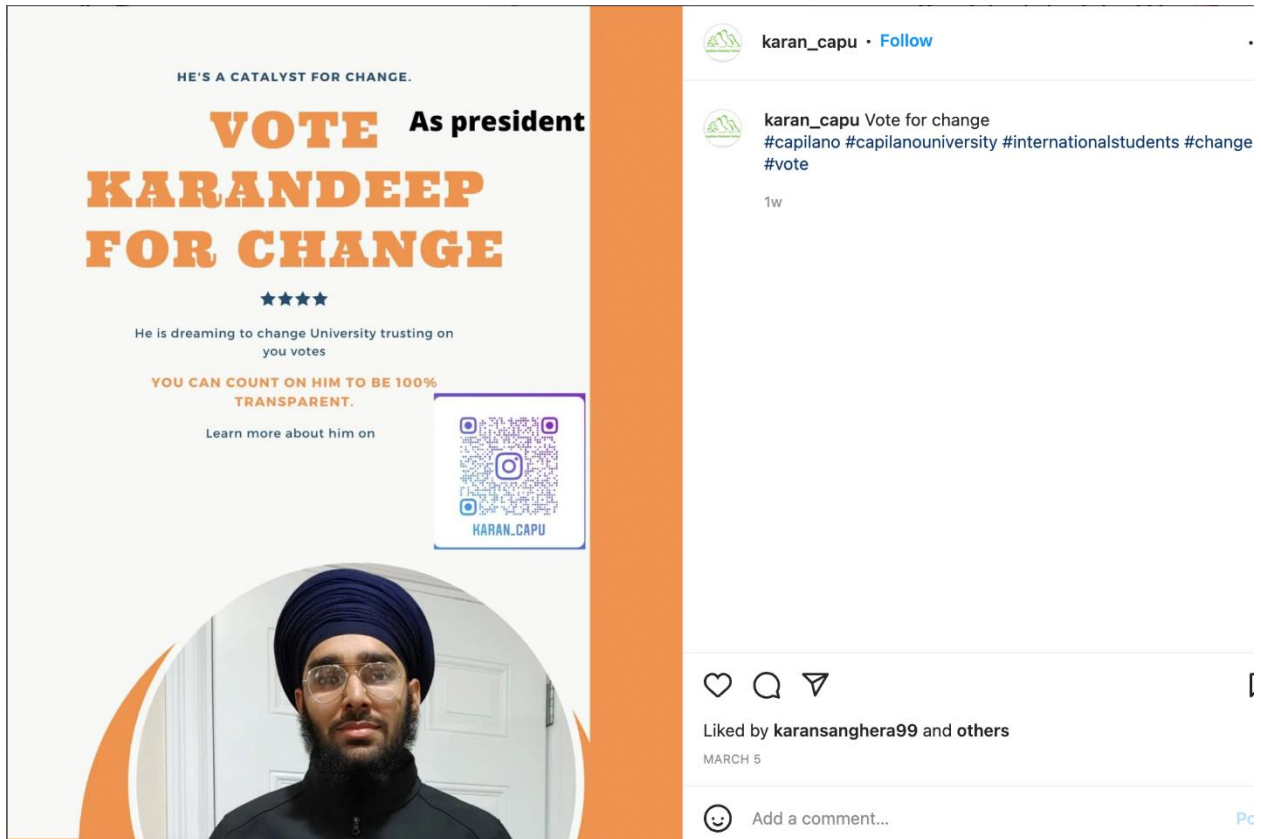 HE'S A CATALYST FOR CHANGE.
VOTE
As president
KARANDEEP
FOR CHANGE
He is dreaming to change University trusting on
you votes
YOU CAN COUNT ON HIM TO BE 100%
TRANSPARENT.
Learn more about him on
KARAN_CAPU
karan_capu • Follow
karan_capu Vote for change
#capilano #capilanouniversity #internationalstudents #change
#vote
1w
Liked by karansanghera99 and others
MARCH 5
Add a comment...